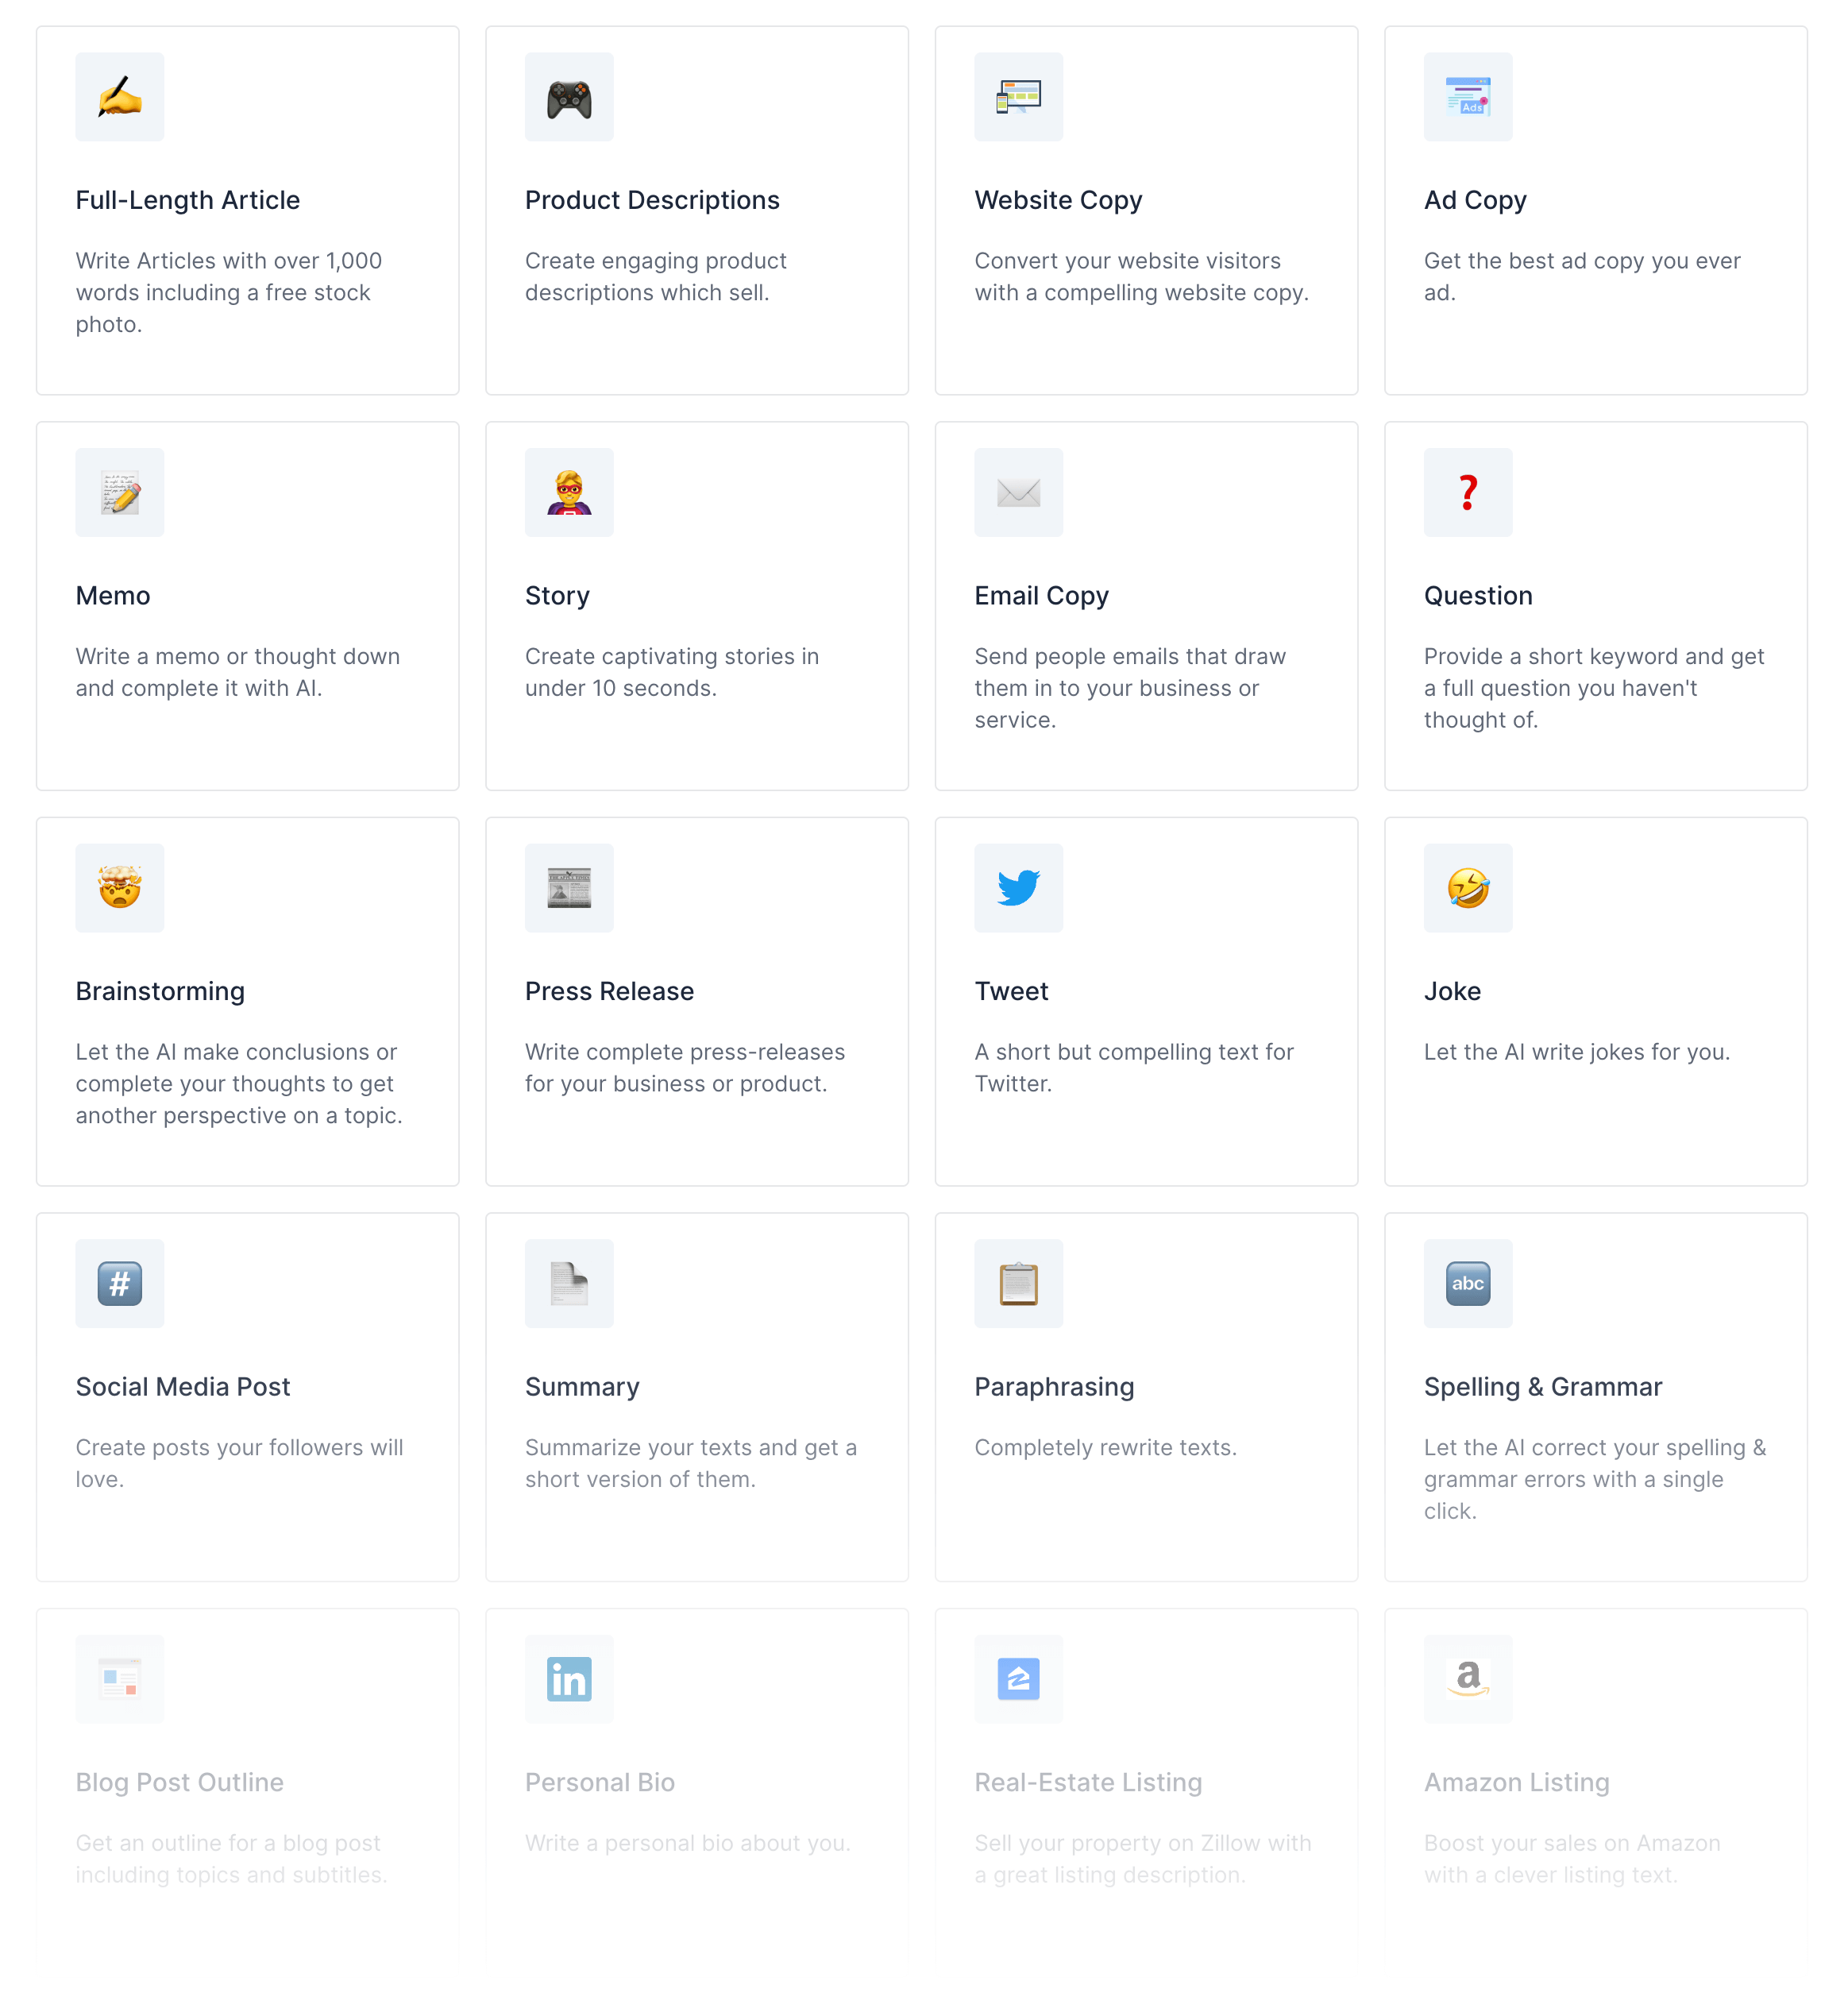 Ads
Full-Length Article
Write Articles with over 1,000
words including a free stock
photo.
Product Descriptions
Create engaging product
descriptions which sell.
Website Copy
Convert your website visitors
with a compelling website copy.
Ad Copy
Get the best ad copy you ever
ad.
Memo
Write a memo or thought down
and complete it with AI.
Story
Create captivating stories in
under 10 seconds.
Email Copy
Send people emails that draw
them in to your business or
service.
?
Question
Provide a short keyword and get
a full question you haven't
thought of.
Brainstorming
Let the AI make conclusions or
complete your thoughts to get
another perspective on a topic.
Press Release
Write complete press-releases
for your business or product.
Tweet
A short but compelling text for
Twitter.
Joke
Let the AI write jokes for you.
#
Social Media Post
Create posts your followers will
love.
Summary
Summarize your texts and get a
short version of them.
Paraphrasing
Completely rewrite texts.
abc
Spelling & Grammar
Let the AI correct your spelling &
grammar errors with a single
click.
Blog Post Outline
Get an outline for a blog post
including topics and subtitles.
in
Personal Bio
Write a personal bio about you.
Real-Estate Listing
Sell your property on Zillow with
a great listing description.
a
Amazon Listing
Boost your sales on Amazon
with a clever listing text.